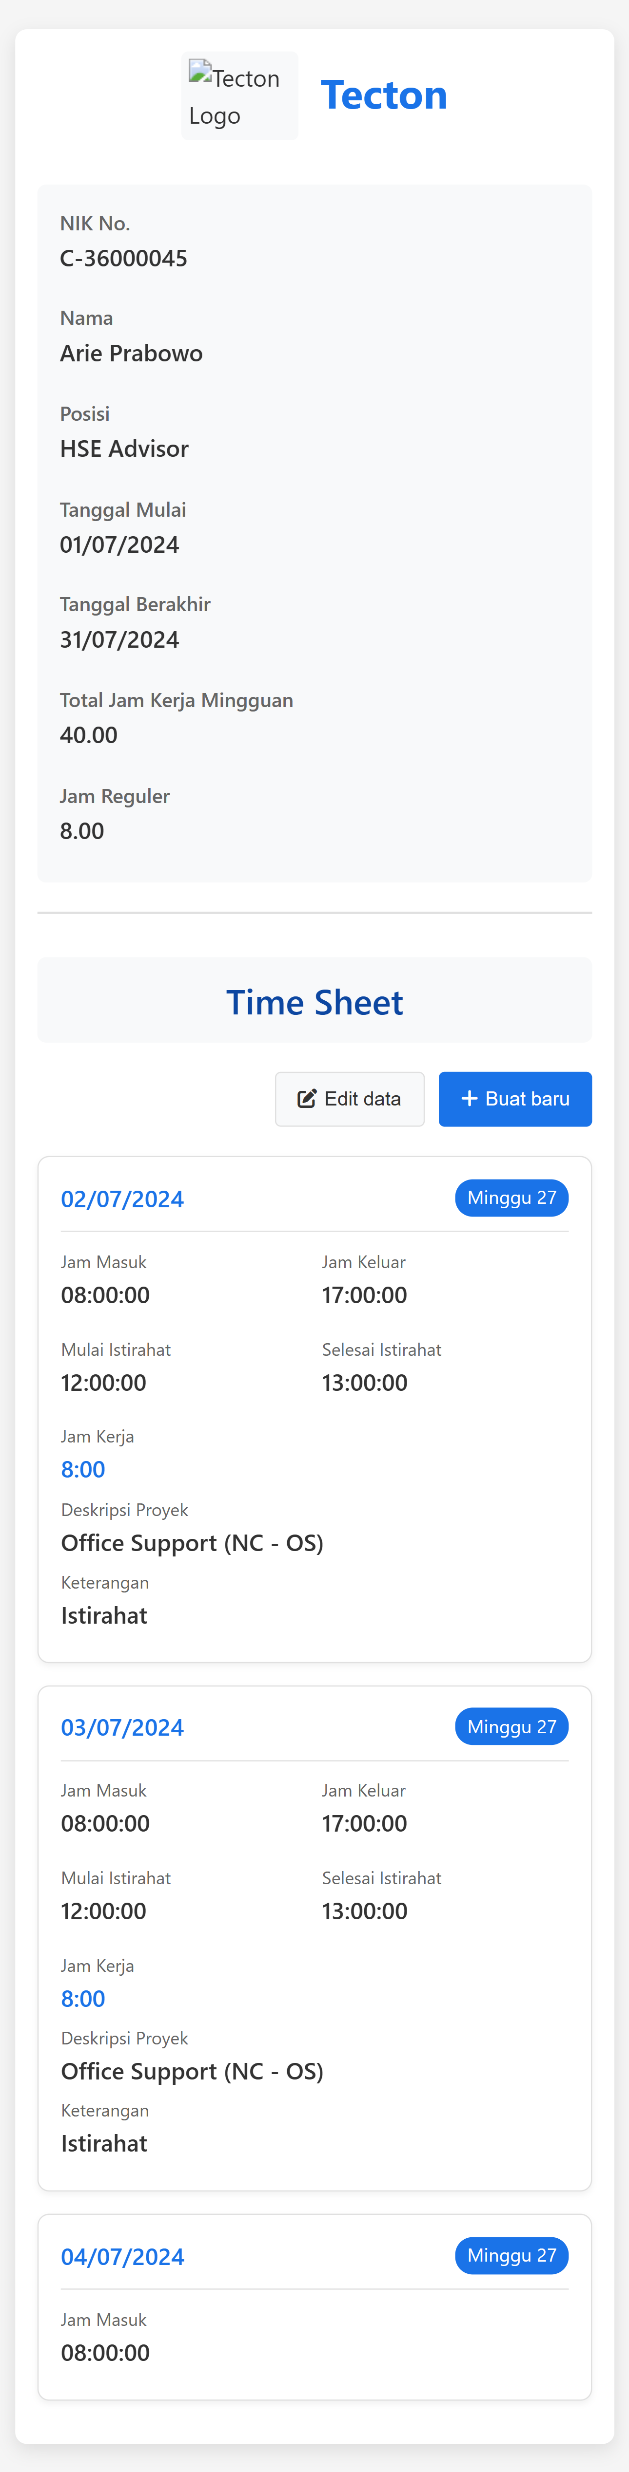 Tecton
Logo
Tecton
NIK No.
C-36000045
Nama
Arie Prabowo
Posisi
HSE Advisor
Tanggal Mulai
01/07/2024
Tanggal Berakhir
31/07/2024
Total Jam Kerja Mingguan
40.00
Jam Reguler
8.00
Time Sheet
Edit data
Buat baru
02/07/2024
Minggu 27
Jam Masuk
Jam Keluar
08:00:00
17:00:00
Mulai Istirahat
Selesai Istirahat
12:00:00
13:00:00
Jam Kerja
8:00
Deskripsi Proyek
Office Support (NC - OS)
Keterangan
Istirahat
03/07/2024
Minggu 27
Jam Masuk
Jam Keluar
08:00:00
17:00:00
Mulai Istirahat
Selesai Istirahat
12:00:00
13:00:00
Jam Kerja
8:00
Deskripsi Proyek
Office Support (NC - OS)
Keterangan
Istirahat
04/07/2024
Minggu 27
Jam Masuk
08:00:00